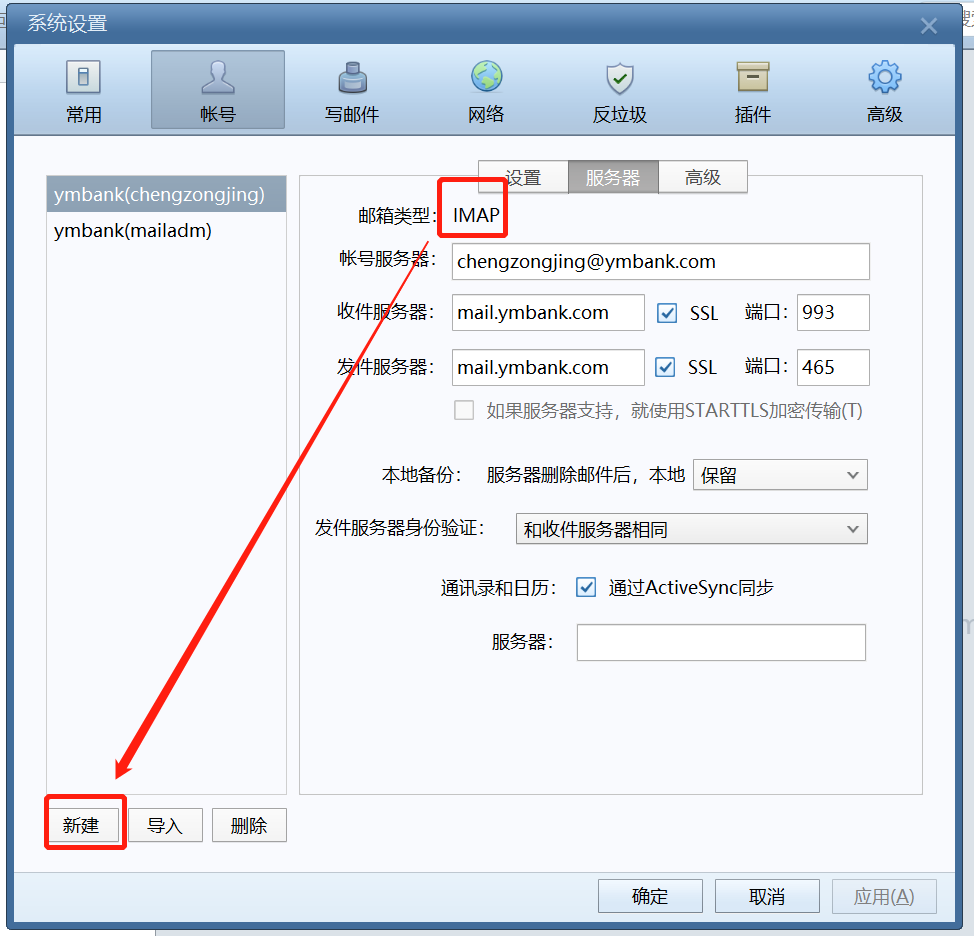 系统设置
常用 帐号 写邮件 网络 反垃圾 插件 高级
ymbank(chengzongjing)
ymbank(mailadm)
设置 服务器 高级
邮箱类型: IMAP
帐号服务器: chengzongjing@ymbank.com
收件服务器: mail.ymbank.com SSL 端口: 993
发件服务器: mail.ymbank.com SSL 端口: 465
如果服务器支持，就使用STARTTLS加密传输(T)
本地备份: 服务器删除邮件后，本地 保留
发件服务器身份验证: 和收件服务器相同
通讯录和日历: 通过ActiveSync同步
服务器:
新建 导入 删除
确定 取消 应用(A)